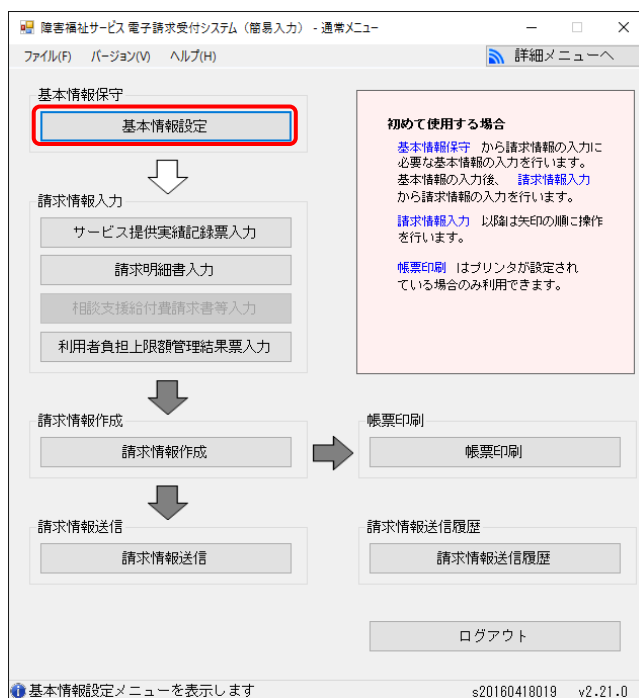 障害福祉サービス 電子請求受付システム（簡易入力） - 通常メニュー
ファイル(F) バージョン(V) ヘルプ(H)
詳細メニューへ
基本情報保守
基本情報設定
請求情報入力
サービス提供実績記録票入力
請求明細書入力
相談支援給付費請求書等入力
利用者負担上限額管理結果票入力
初めて使用する場合
基本情報保守 から請求情報の入力に
必要な基本情報の入力を行います。
基本情報の入力後、 請求情報入力
から請求情報の入力を行います。
請求情報入力 以降は矢印の順に操作
を行います。
帳票印刷 はプリンタが設定され
ている場合のみ利用できます。
請求情報作成
請求情報作成
帳票印刷
帳票印刷
請求情報送信
請求情報送信
請求情報送信履歴
請求情報送信履歴
ログアウト
基本情報設定メニューを表示します
s20160418019 v2.21.0